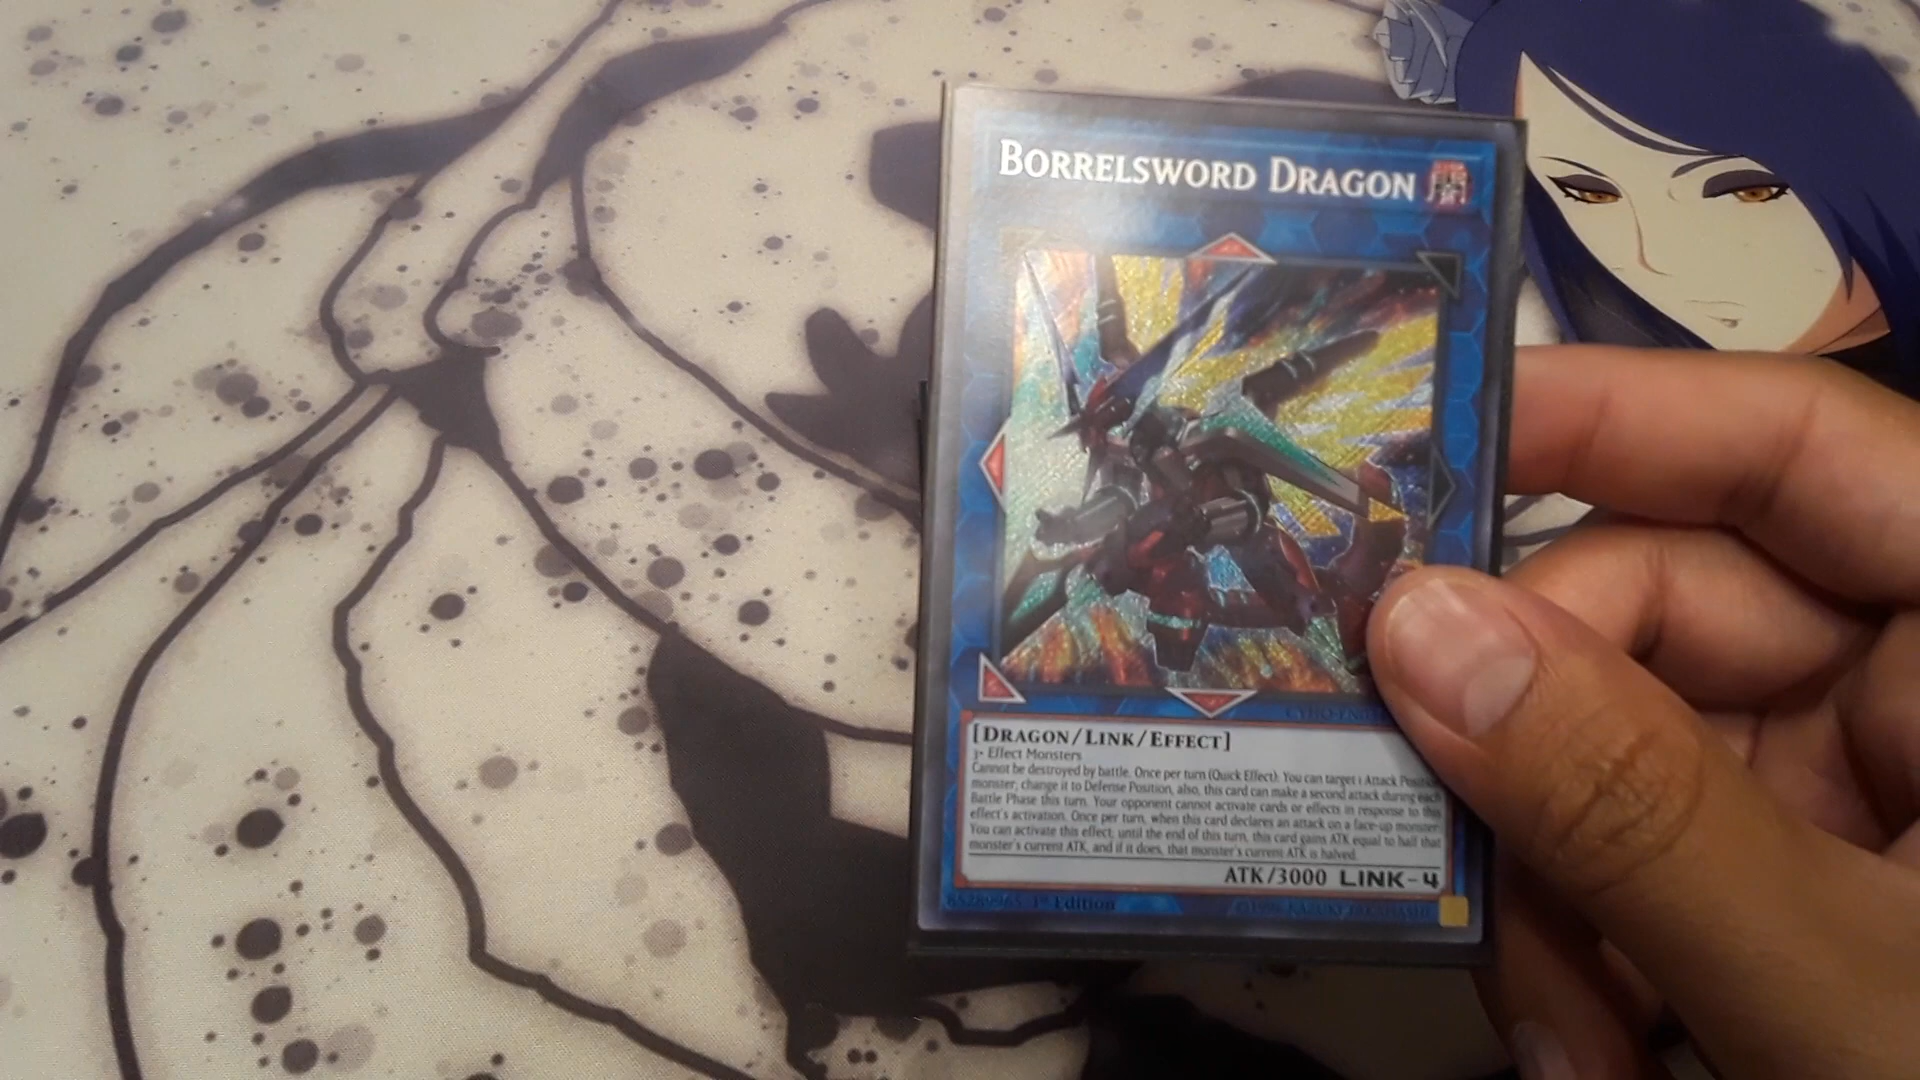 BORRELSWORD DRAGON
[DRAGON/LINK/EFFECT]
3+ Effect Monsters
Cannot be destroyed by battle. Once per turn (Quick Effect): You can target 1 Attack Position
monster; change it to Defense Position, also, this card can make a second attack during each
Battle Phase this turn. Your opponent cannot activate cards or effects in response to this
effect's activation. Once per turn, when this card declares an attack on a face-up monster:
You can activate this effect; until the end of this turn, this card gains ATK equal to half that
monster's current ATK, and if it does, that monster's current ATK is halved.
ATK/3000 LINK-4
85289965 1st Edition
©1996 KAZUKI TAKAHASHI